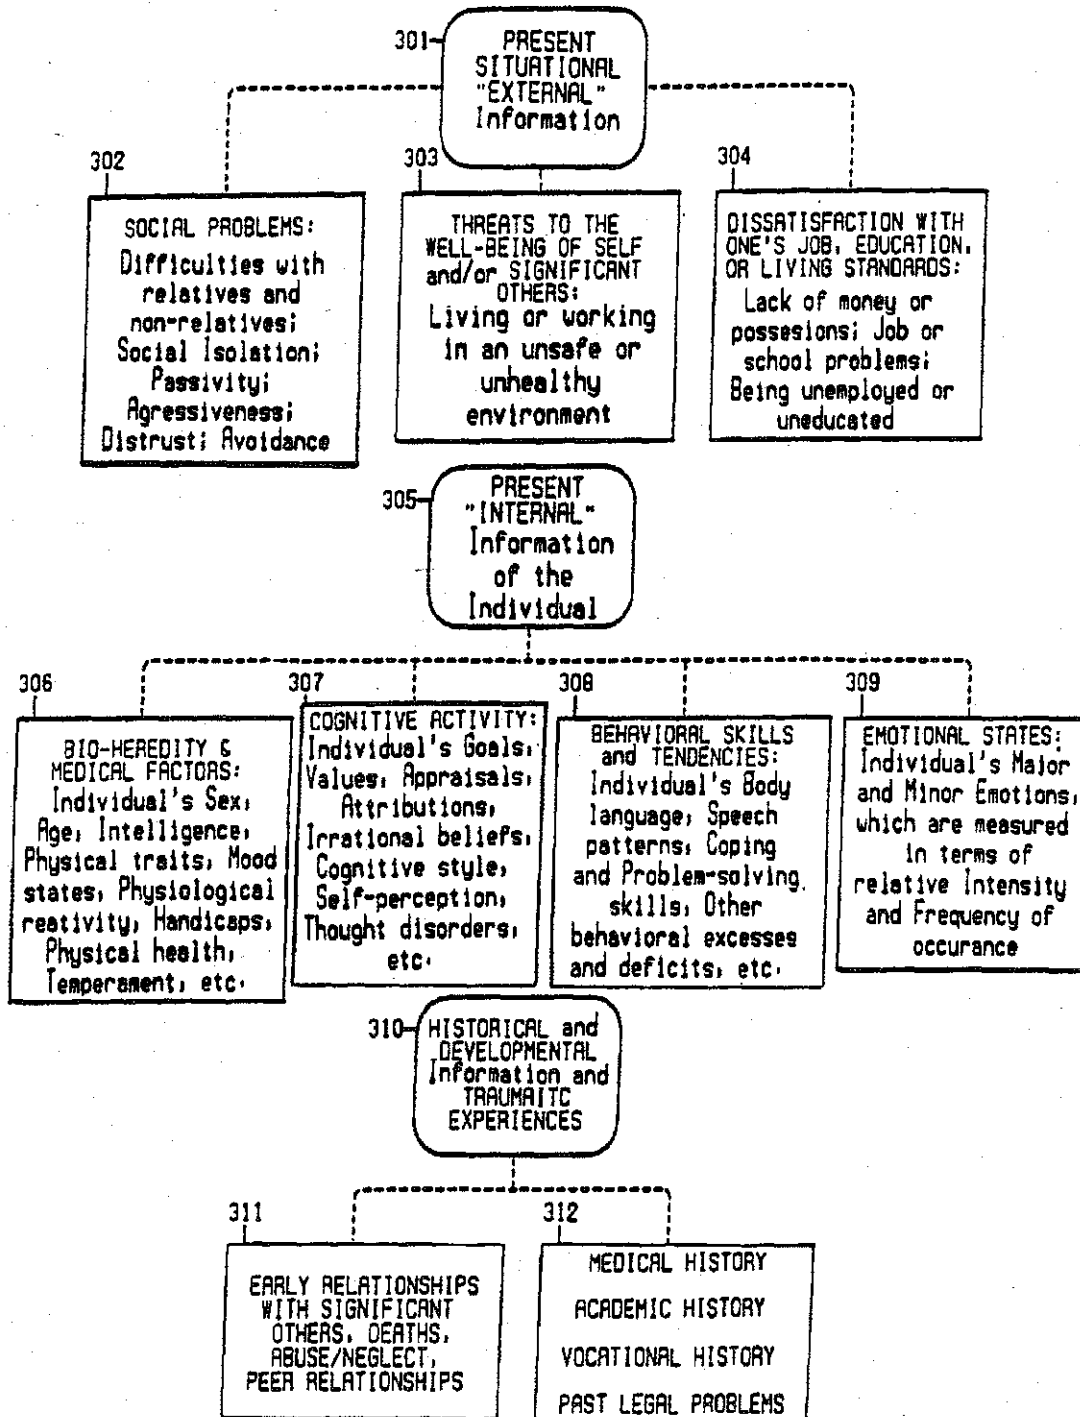 301
PRESENT
SITUATIONAL
"EXTERNAL"
Information
302
SOCIAL PROBLEMS:
Difficulties with
relatives and
non-relatives;
Social Isolation;
Passivity;
Agressiveness;
Distrust; Avoidance
303
THREATS TO THE
WELL-BEING OF SELF
and/or SIGNIFICANT
OTHERS:
Living or working
in an unsafe or
unhealthy
environment
304
DISSATISFACTION WITH
ONE'S JOB, EDUCATION,
OR LIVING STANDARDS:
Lack of money or
possesions; Job or
school problems;
Being unemployed or
uneducated
305
PRESENT
"INTERNAL"
Information
of the
Individual
306
BIO-HEREDITY &
MEDICAL FACTORS:
Individual's Sex,
Age, Intelligence,
Physical traits, Mood
states, Physiological
reativity, Handicaps,
Physical health,
Temperament, etc.
307
COGNITIVE ACTIVITY:
Individual's Goals,
Values, Appraisals,
Attributions,
Irrational beliefs,
Cognitive style,
Self-perception,
Thought disorders,
etc.
308
BEHAVIORAL SKILLS
and TENDENCIES:
Individual's Body
language, Speech
patterns, Coping
and Problem-solving
skills, Other
behavioral excesses
and deficits, etc.
309
EMOTIONAL STATES:
Individual's Major
and Minor Emotions,
which are measured
in terms of
relative Intensity
and Frequency of
occurance
310
HISTORICAL and
DEVELOPMENTAL
Information and
TRAUMAITC
EXPERIENCES
311
EARLY RELATIONSHIPS
WITH SIGNIFICANT
OTHERS, DEATHS,
ABUSE/NEGLECT,
PEER RELATIONSHIPS
312
MEDICAL HISTORY
ACADEMIC HISTORY
VOCATIONAL HISTORY
PAST LEGAL PROBLEMS